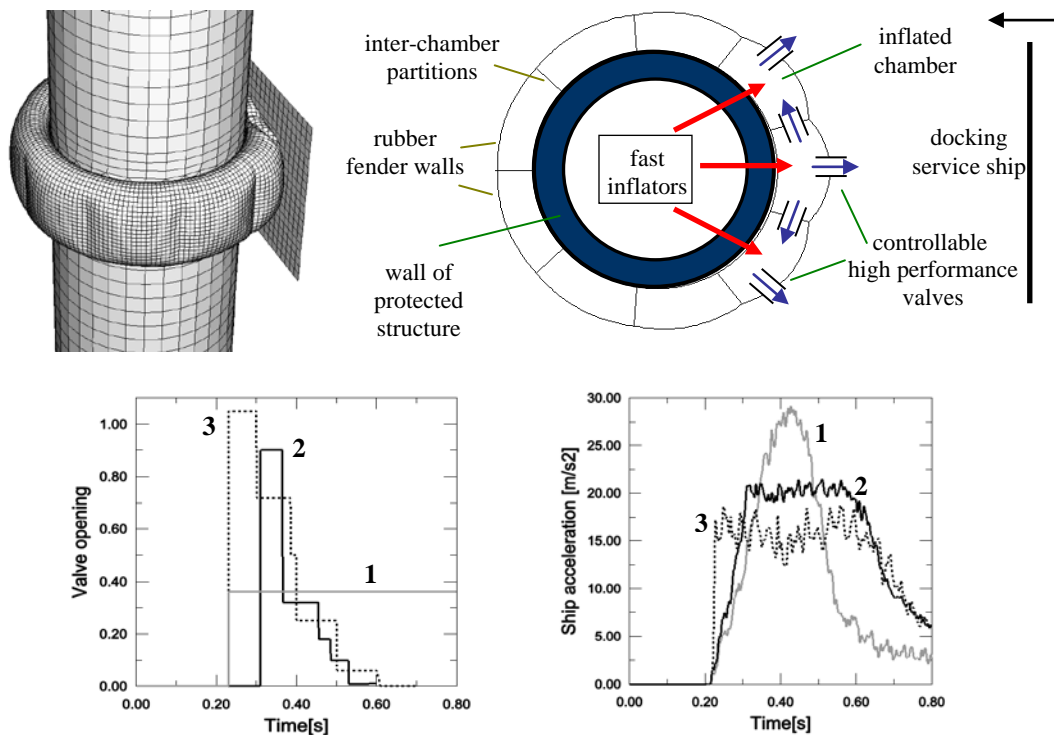 inter-chamber
partitions
rubber
fender walls
wall of
protected
structure
fast
inflators
inflated
chamber
docking
service ship
controllable
high performance
valves
1.00
0.80
0.60
0.40
0.20
0.00
Valve opening
3
2
1
0.00
0.20
0.40
0.60
0.80
Time[s]
30.00
25.00
20.00
15.00
10.00
5.00
0.00
Ship acceleration [m/s2]
1
2
3
0.00
0.20
0.40
0.60
0.80
Time[s]